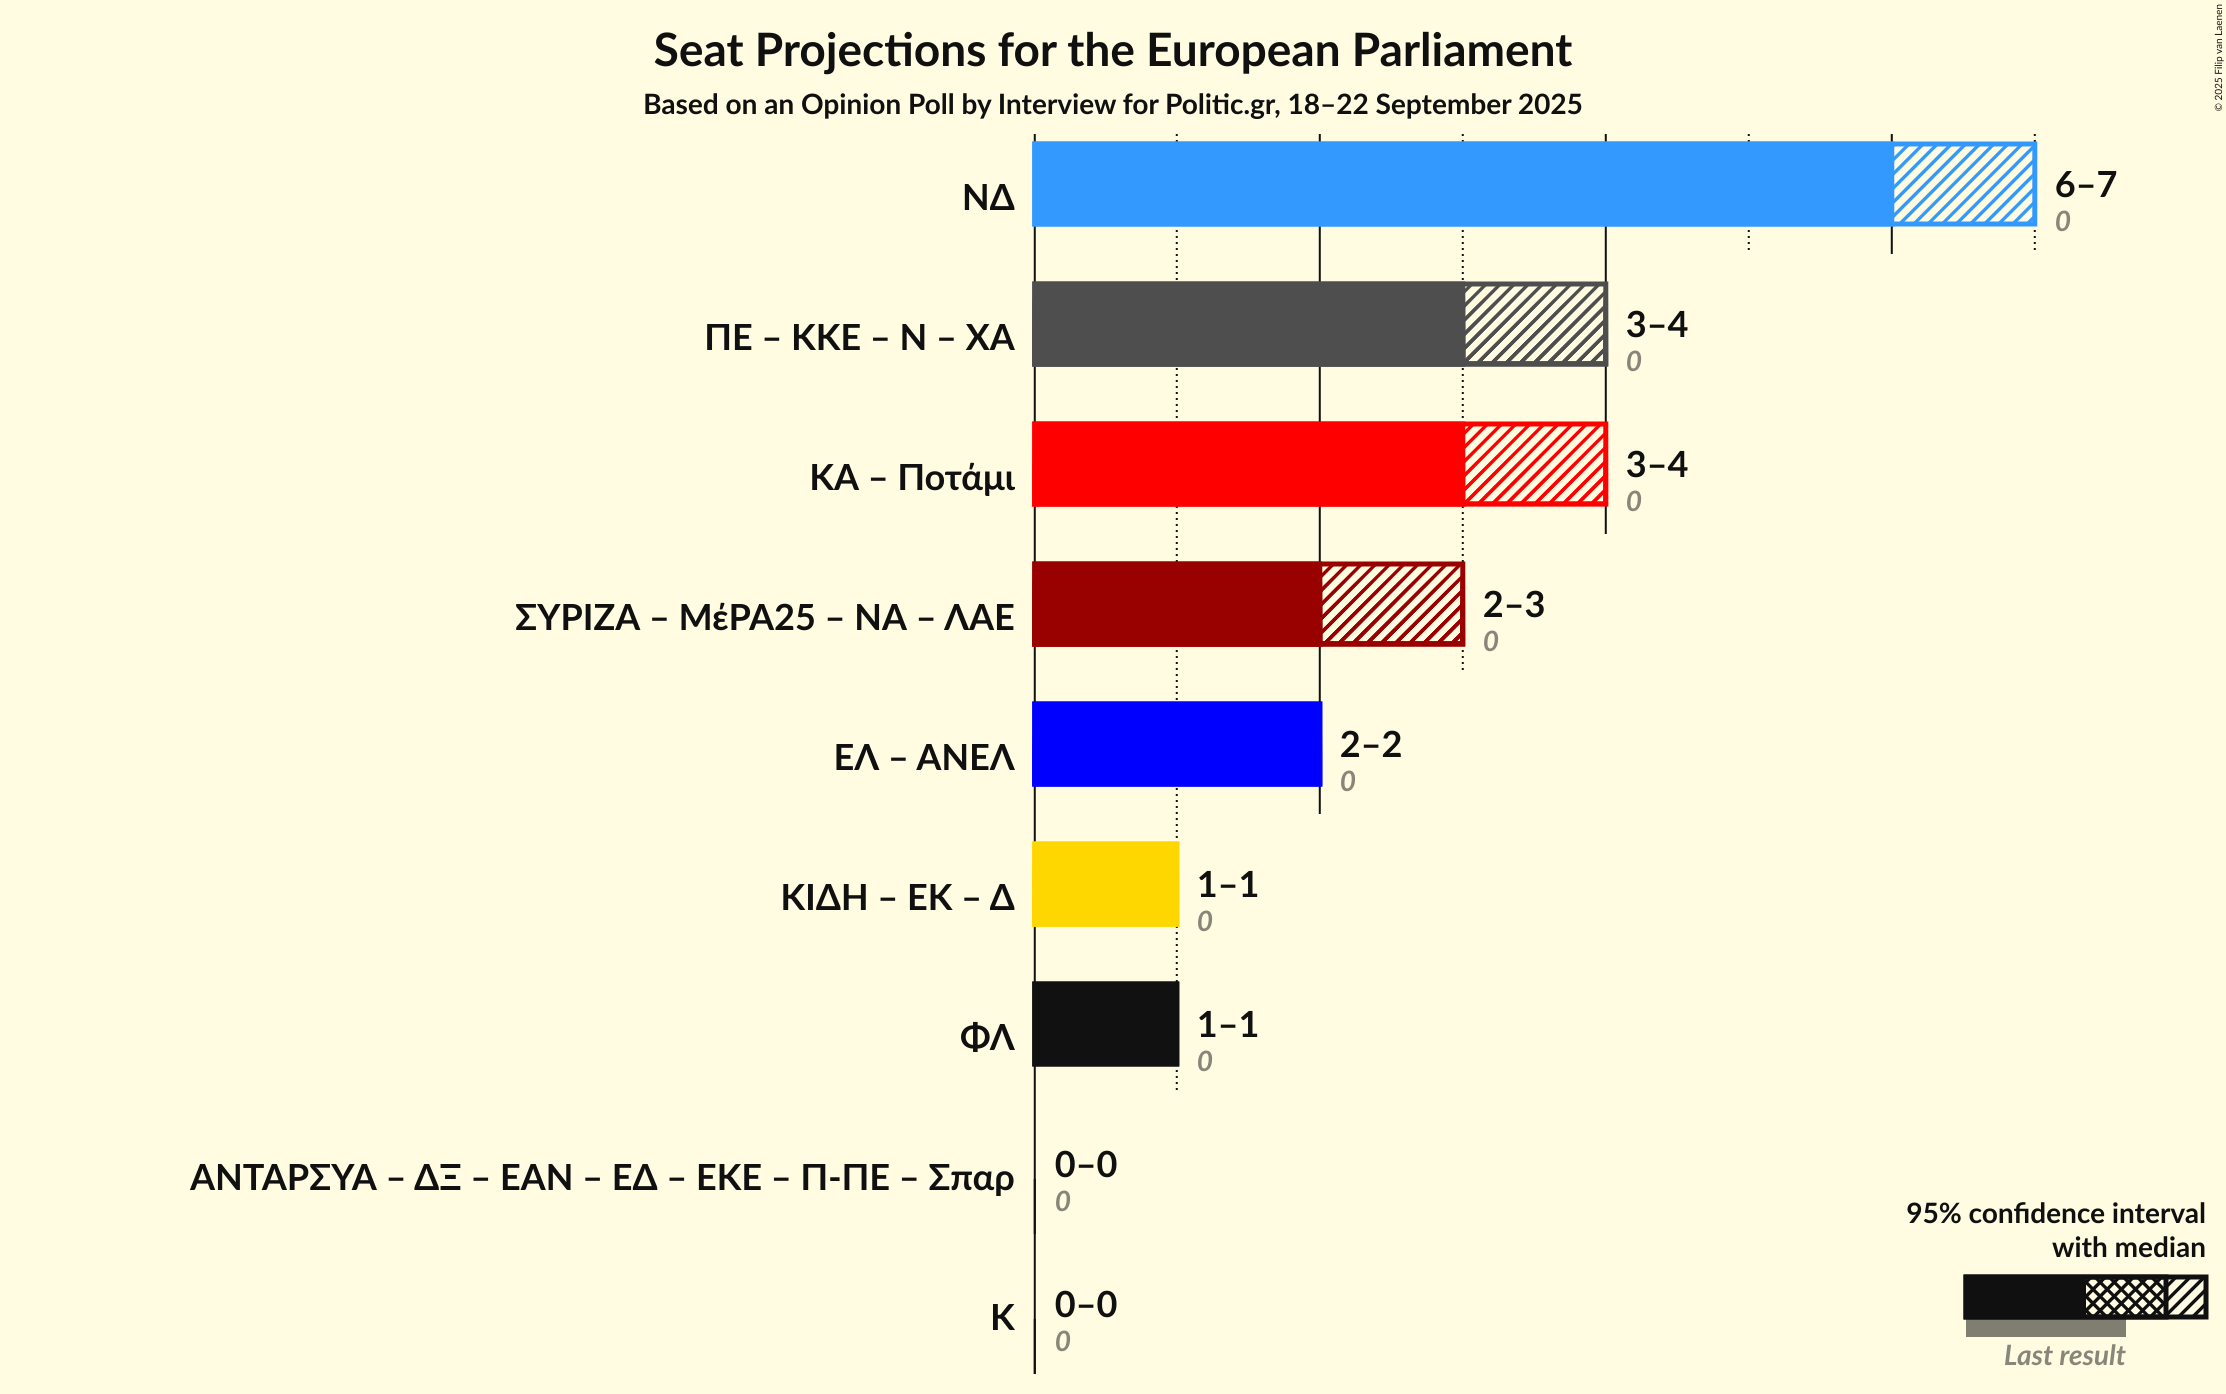 Seat Projections for the European Parliament
Based on an Opinion Poll by Interview for Politic.gr, 18–22 September 2025
© 2025 Filip van Laenen
ΝΔ
6–7
0
ΠΕ – ΚΚΕ – Ν – ΧΑ
3–4
0
ΚΑ – Ποτάμι
3–4
0
ΣΥΡΙΖΑ – ΜέΡΑ25 – ΝΑ – ΛΑΕ
2–3
0
ΕΛ – ΑΝΕΛ
2–2
0
ΚΙΔΗ – ΕΚ – Δ
1–1
0
ΦΛ
1–1
0
ΑΝΤΑΡΣΥΑ – ΔΞ – ΕΑΝ – ΕΔ – ΕΚΕ – Π-ΠΕ – Σπαρ
0–0
0
Κ
0–0
0
95% confidence interval
with median
Last result